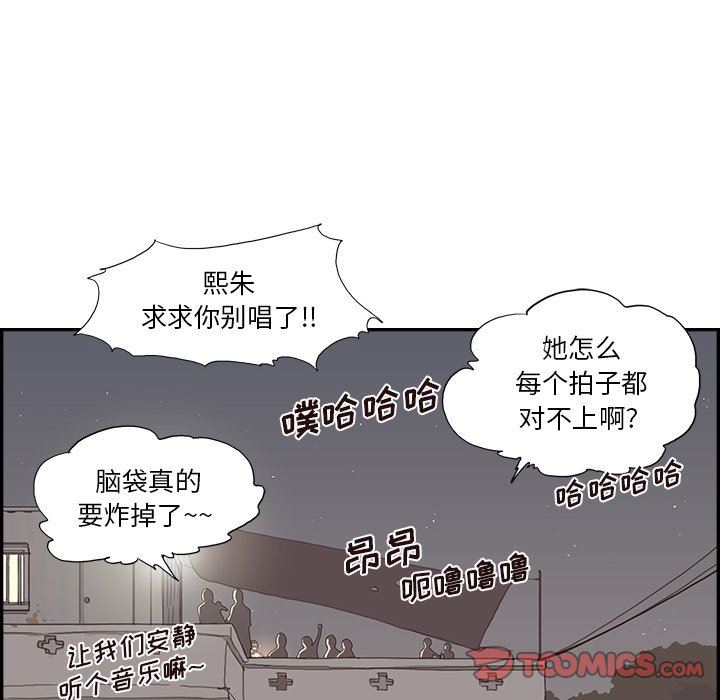 熙朱
求求你别唱了!!
她怎么
每个拍子都
对不上啊?
噗哈哈哈
哈哈哈哈
脑袋真的
要炸掉了~~
昂昂
呃噜噜噜
让我们安静
听个音乐嘛~
TOOMICS.COM